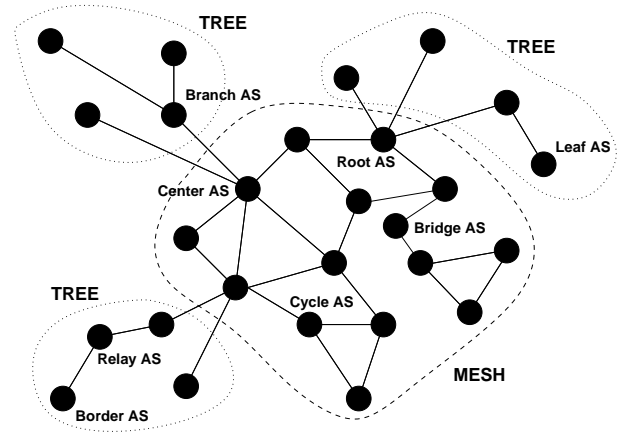 TREE
TREE
Branch AS
Root AS
Leaf AS
Center AS
Bridge AS
TREE
Cycle AS
Relay AS
MESH
Border AS